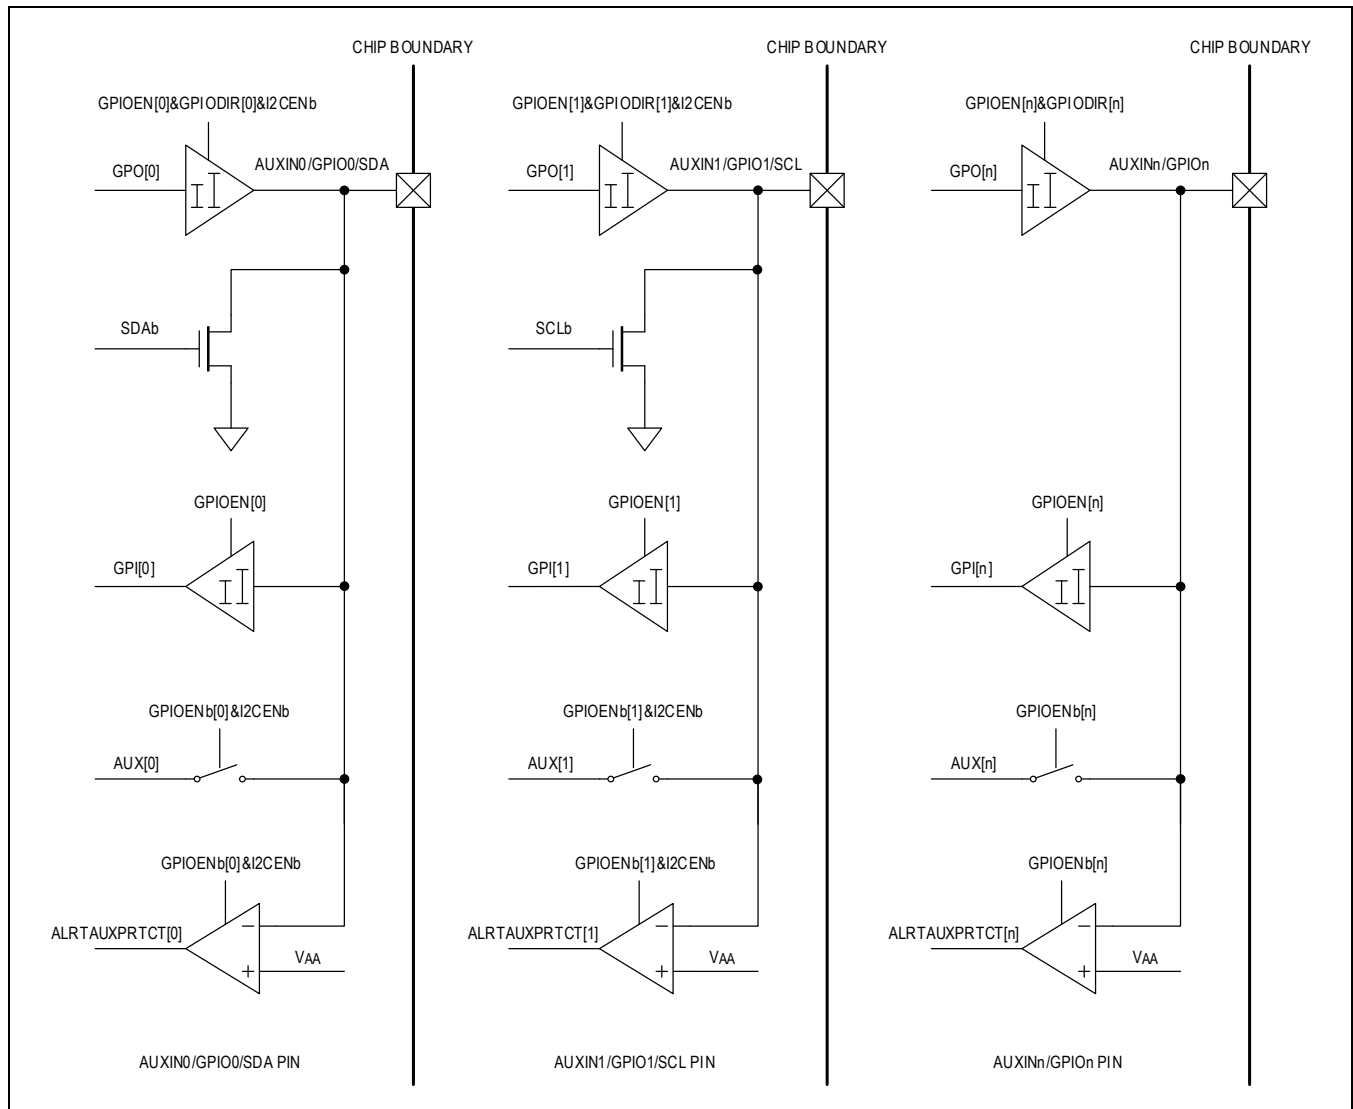 CHIP BOUNDARY
GPIOEN[0]&GPIODIR[0]&I2CENb
GPO[0]
AUXIN0/GPIO0/SDA
SDAb
GPIOEN[0]
GPI[0]
GPIOENb[0]&I2CENb
AUX[0]
GPIOENb[0]&I2CENb
ALRTAUXPRTCT[0]
−
+
VAA
AUXIN0/GPIO0/SDA PIN
CHIP BOUNDARY
GPIOEN[1]&GPIODIR[1]&I2CENb
GPO[1]
AUXIN1/GPIO1/SCL
SCLb
GPIOEN[1]
GPI[1]
GPIOENb[1]&I2CENb
AUX[1]
GPIOENb[1]&I2CENb
ALRTAUXPRTCT[1]
−
+
VAA
AUXIN1/GPIO1/SCL PIN
CHIP BOUNDARY
GPIOEN[n]&GPIODIR[n]
GPO[n]
AUXINn/GPIOn
GPIOEN[n]
GPI[n]
GPIOENb[n]
AUX[n]
GPIOENb[n]
ALRTAUXPRTCT[n]
−
+
VAA
AUXINn/GPIOn PIN